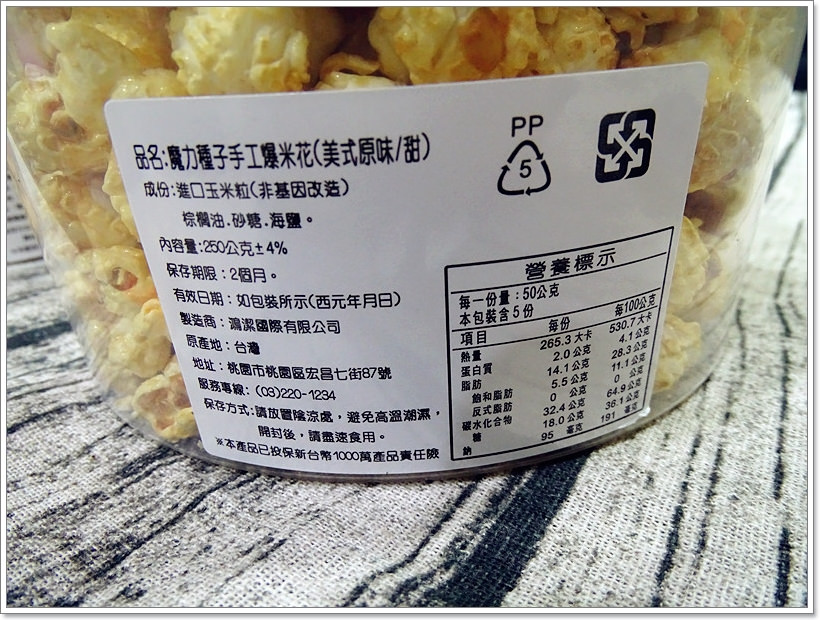 品名:魔力種子手工爆米花(美式原味/甜)
成份:進口玉米粒(非基因改造)
棕櫚油.砂糖.海鹽。
內容量:250公克±4%
保存期限:2個月。
有效日期:如包裝所示(西元年月日)
製造商:瀉潔國際有限公司
原產地:台灣
地址:桃園市桃園區宏昌七街87號
服務專線:(03)220-1234
保存方式:請放置陰涼處,避免高溫潮濕,
開封後,請盡速食用。
※本產品已投保新台幣1000萬產品責任險
PP
5
營養標示
每一份量:50公克
本包裝含5份
項目 每份 每100公克
熱量 265.3大卡 530.7大卡
蛋白質 2.0公克 4.1公克
脂肪 14.1公克 28.3公克
飽和脂肪 5.5公克 11.1公克
反式脂肪 0 公克 0 公克
碳水化合物 32.4公克 64.9公克
糖 18.0公克 36.1公克
鈉 95 毫克 191 毫克